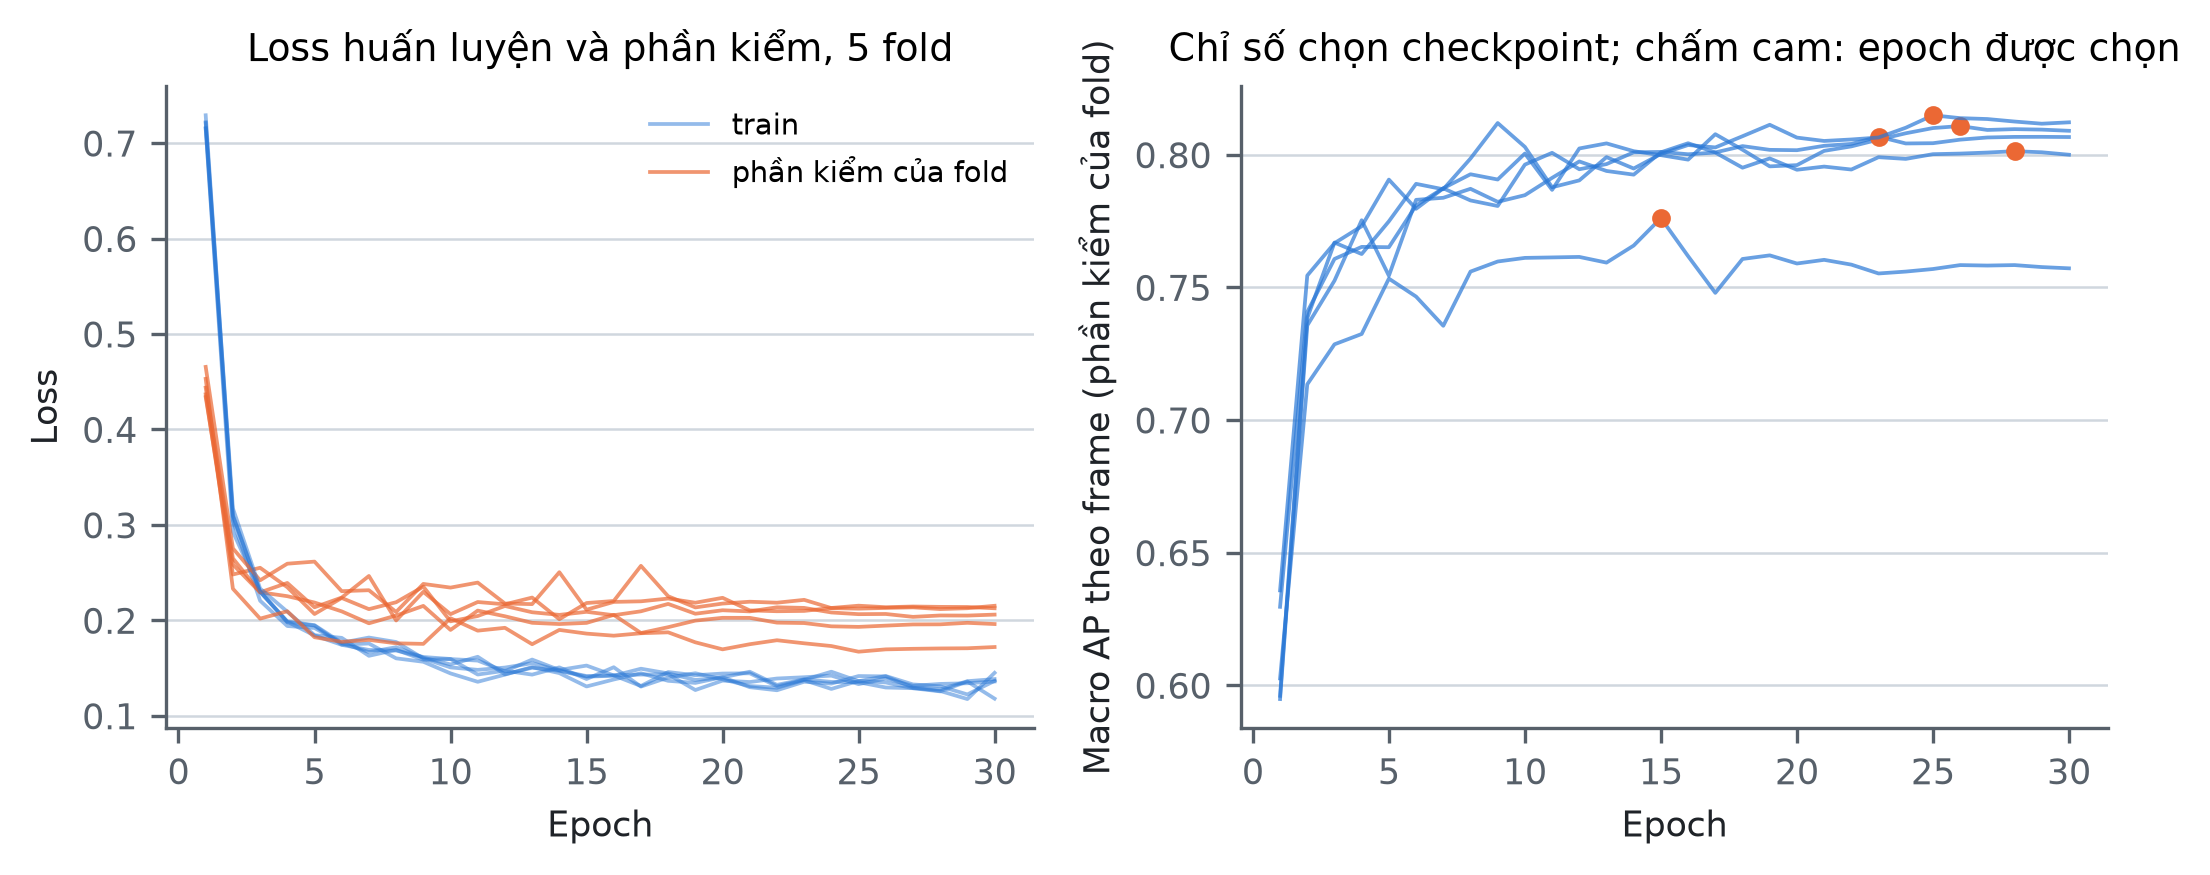 Loss huấn luyện và phần kiểm, 5 fold
train
phần kiểm của fold
Loss
0.7
0.6
0.5
0.4
0.3
0.2
0.1
0 5 10 15 20 25 30
Epoch
Chỉ số chọn checkpoint; chấm cam: epoch được chọn
Macro AP theo frame (phần kiểm của fold)
0.80
0.75
0.70
0.65
0.60
0 5 10 15 20 25 30
Epoch